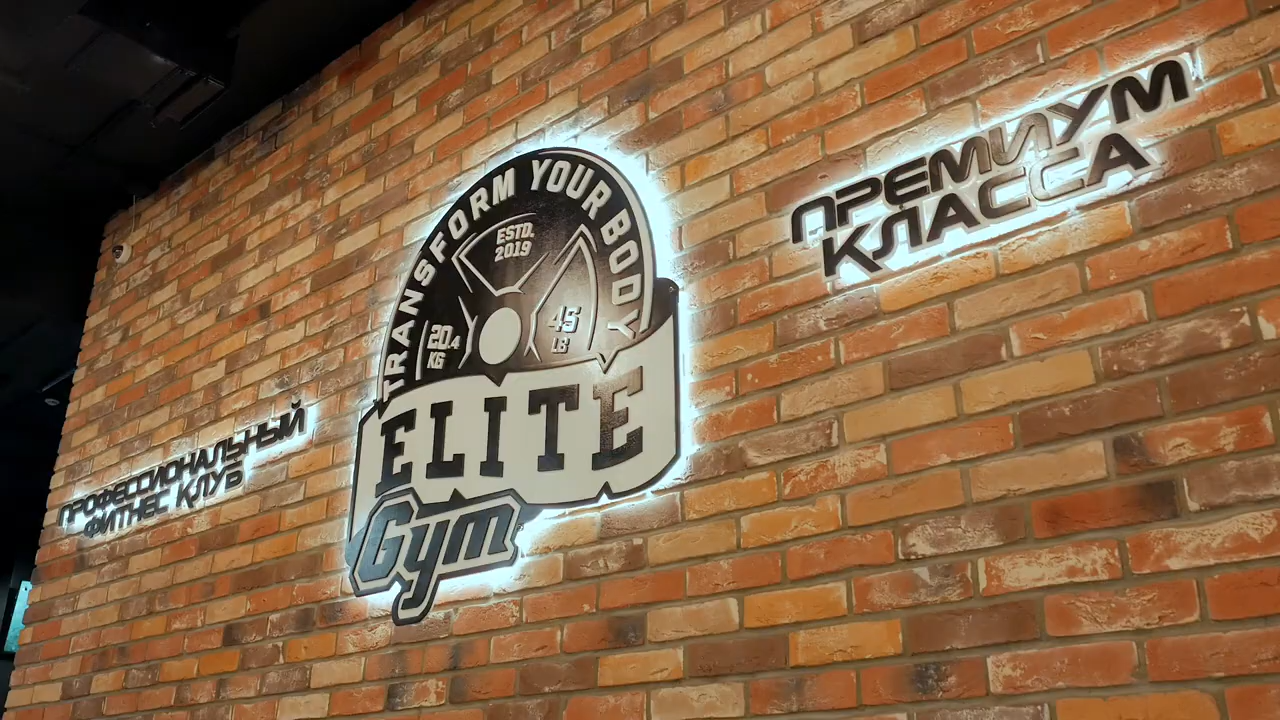 ПРОФЕССИОНАЛЬНЫЙ
ФИТНЕС КЛУБ
TRANSFORM YOUR BODY
ESTD.
2019
20.4
KG
45
LB
ELITE
Gym
ПРЕМИУМ
КЛАССА